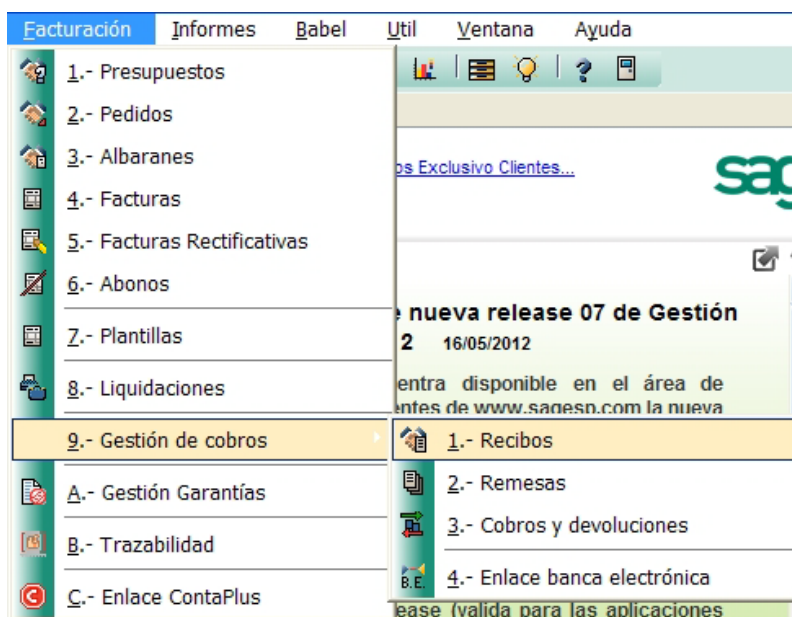 Facturación Informes Babel Util Ventana Ayuda
1.- Presupuestos
2.- Pedidos
3.- Albaranes
os Exclusivo Clientes...
sag
4.- Facturas
5.- Facturas Rectificativas
6.- Abonos
nueva release 07 de Gestión
7.- Plantillas
2 16/05/2012
8.- Liquidaciones
entra disponible en el área de
entes de www.sagesp.com la nueva
9.- Gestión de cobros
1.- Recibos
2.- Remesas
A.- Gestión Garantías
3.- Cobros y devoluciones
B.- Trazabilidad
B.E. 4.- Enlace banca electrónica
C C.- Enlace ContaPlus
ease (valida para las aplicaciones